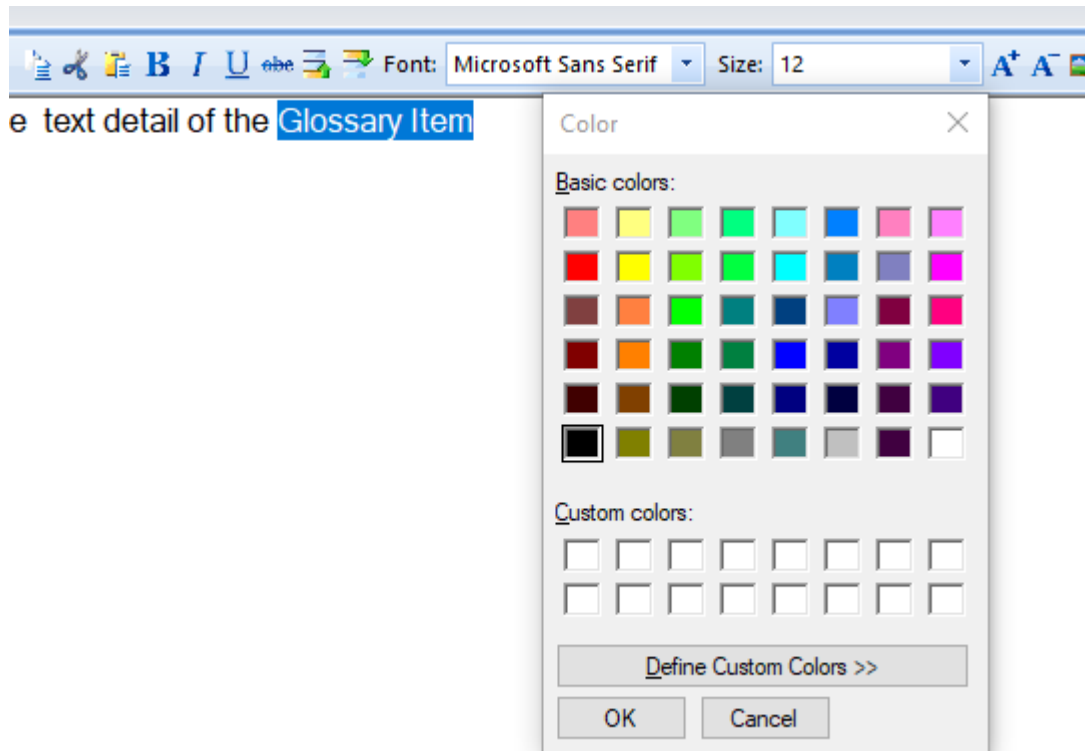 B I U abc Font: Microsoft Sans Serif Size: 12 A+ A-
e text detail of the Glossary Item
Color
Basic colors:
Custom colors:
Define Custom Colors >>
OK Cancel